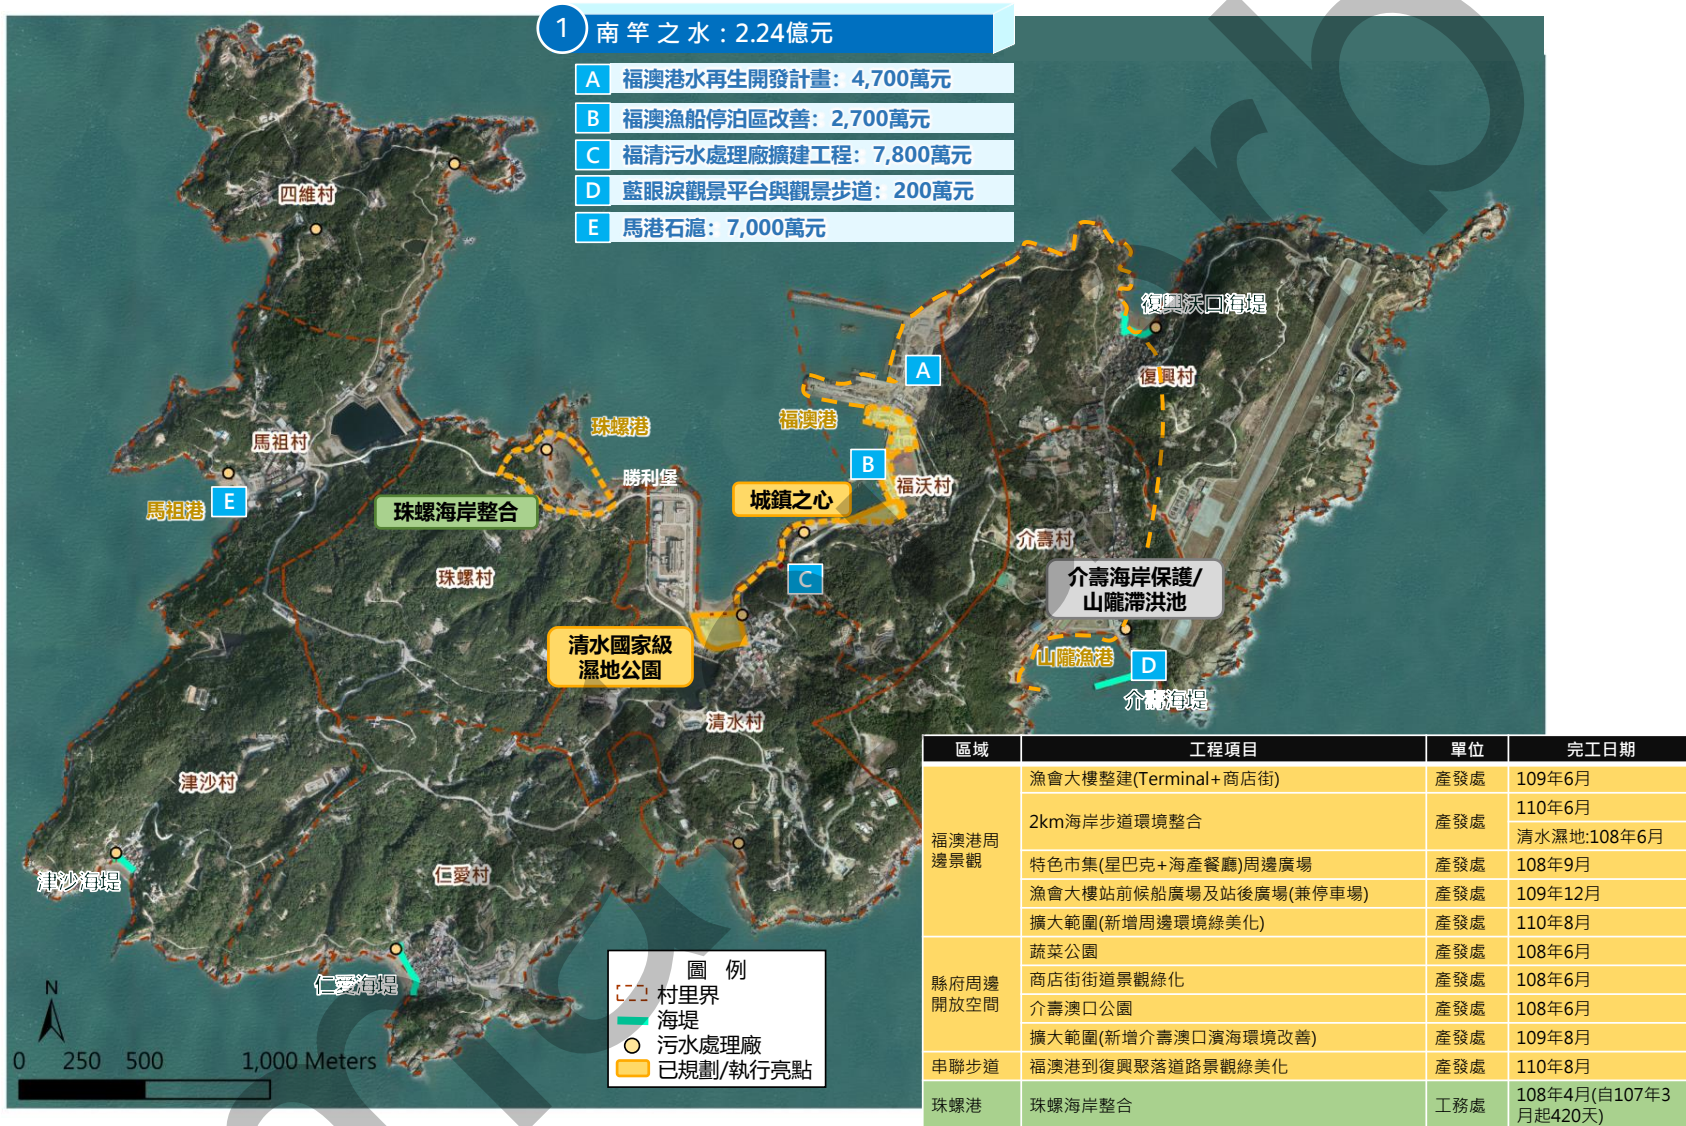 1 南竿之水：2.24億元
A 福澳港水再生開發計畫：4,700萬元
B 福澳漁船停泊區改善：2,700萬元
C 福清污水處理廠擴建工程：7,800萬元
D 藍眼淚觀景平台與觀景步道：200萬元
E 馬港石滬：7,000萬元
四維村
復興沃口海堤
A
復興村
珠螺港
福澳港
馬祖村
B
勝利堡
福沃村
E
馬祖港
城鎮之心
珠螺海岸整合
介壽村
珠螺村
C
介壽海岸保護/
山隴滯洪池
清水國家級
濕地公園
山隴漁港
D
介壽海堤
清水村
津沙村
津沙海堤
仁愛村
仁愛海堤
圖 例
村里界
海堤
污水處理廠
已規劃/執行亮點
N
0 250 500 1,000 Meters
區域 工程項目 單位 完工日期
福澳港周
邊景觀
漁會大樓整建(Terminal+商店街) 產發處 109年6月
2km海岸步道環境整合 產發處 110年6月
清水濕地:108年6月
特色市集(星巴克+海產餐廳)周邊廣場 產發處 108年9月
漁會大樓站前候船廣場及站後廣場(兼停車場) 產發處 109年12月
擴大範圍(新增周邊環境綠美化) 產發處 110年8月
縣府周邊
開放空間
蔬菜公園 產發處 108年6月
商店街街道景觀綠化 產發處 108年6月
介壽澳口公園 產發處 108年6月
擴大範圍(新增介壽澳口濱海環境改善) 產發處 109年8月
串聯步道 福澳港到復興聚落道路景觀綠美化 產發處 110年8月
珠螺港 珠螺海岸整合 工務處 108年4月(自107年3
月起420天)